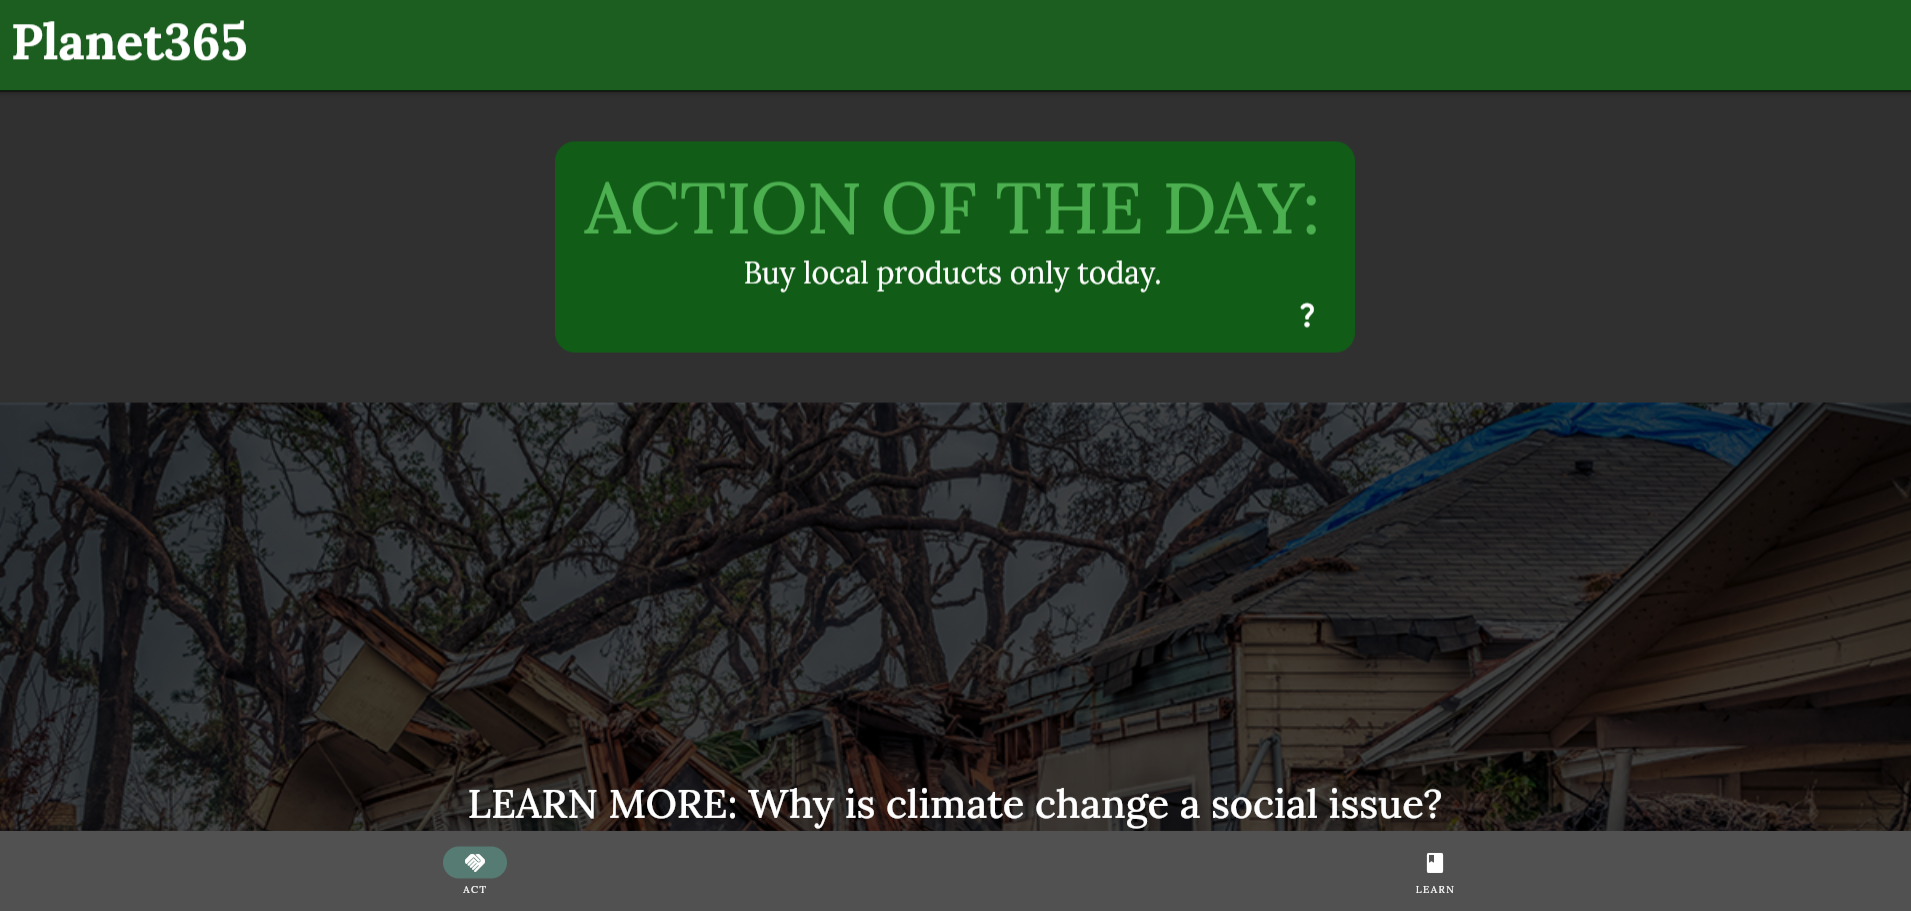 Planet365
ACTION OF THE DAY:
Buy local products only today.
?
LEARN MORE: Why is climate change a social issue?
ACT
LEARN